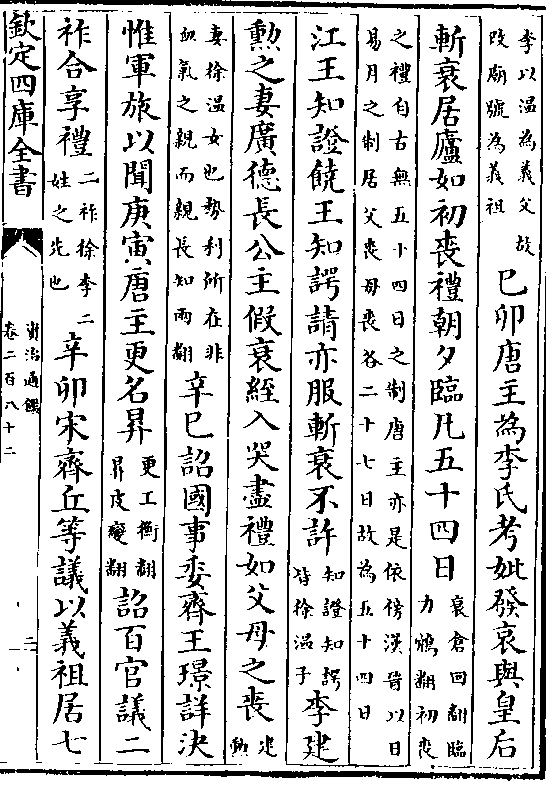 李以温為義父故改廟號為義祖巳卯唐主為李氏考妣發哀與皇后
斬衰居廬如初喪禮朝夕臨凡五十四日衰倉回翻臨力鴆翻初喪
之禮自古無五十四日之制唐主亦是依傍漢晉以日易月之制居父喪母喪各二十七日故為五十四日
江王知證饒王知諤請亦服斬衰不許知證知諤皆徐温子李建
勲之妻廣德長公主假衰絰入哭盡禮如父母之喪建勲
妻徐温女也勢利所在非血氣之親而親長知兩翻辛巳詔國事委齊王璟詳決
惟軍旅以聞庚寅唐主更名昪更工衡翻昪皮變翻詔百官議二
祚合享禮二祚徐李二姓之先也辛卯宋齊丘等議以義祖居七
欽定四庫全書
資治通鑑
卷二百八十二
二